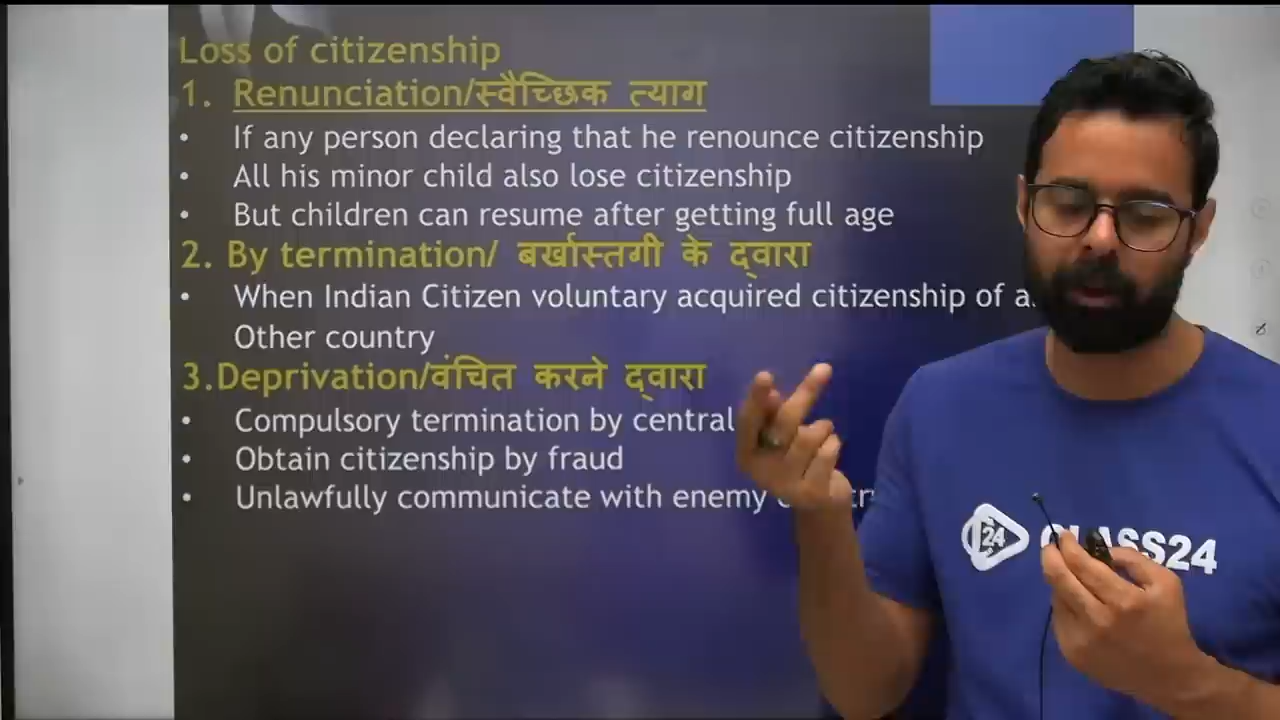 Loss of citizenship
1. Renunciation/स्वैच्छिक त्याग
• If any person declaring that he renounce citizenship
• All his minor child also lose citizenship
• But children can resume after getting full age
2. By termination/ बर्खास्तगी के द्वारा
• When Indian Citizen voluntary acquired citizenship of
Other country
3.Deprivation/वंचित करने द्वारा
• Compulsory termination by central
• Obtain citizenship by fraud
• Unlawfully communicate with enemy
24 CLASS24